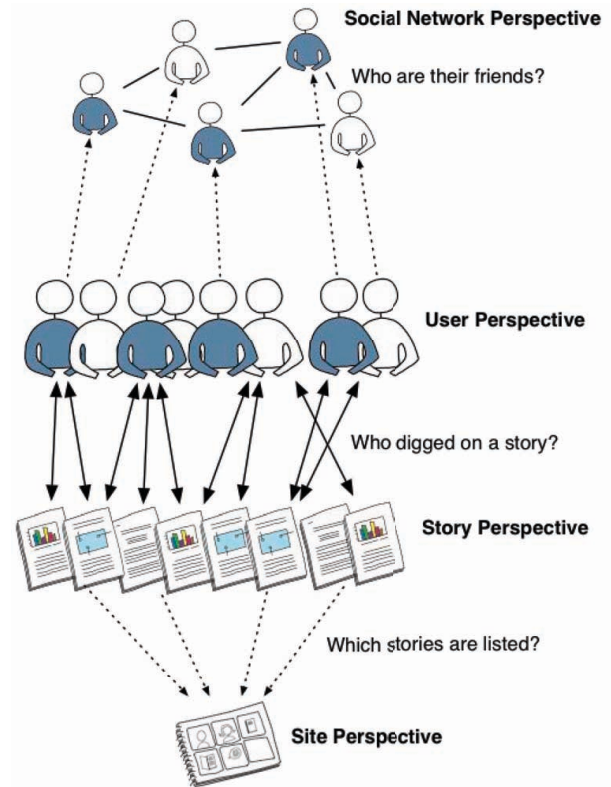 Social Network Perspective
Who are their friends?
User Perspective
Who digged on a story?
Story Perspective
Which stories are listed?
Site Perspective